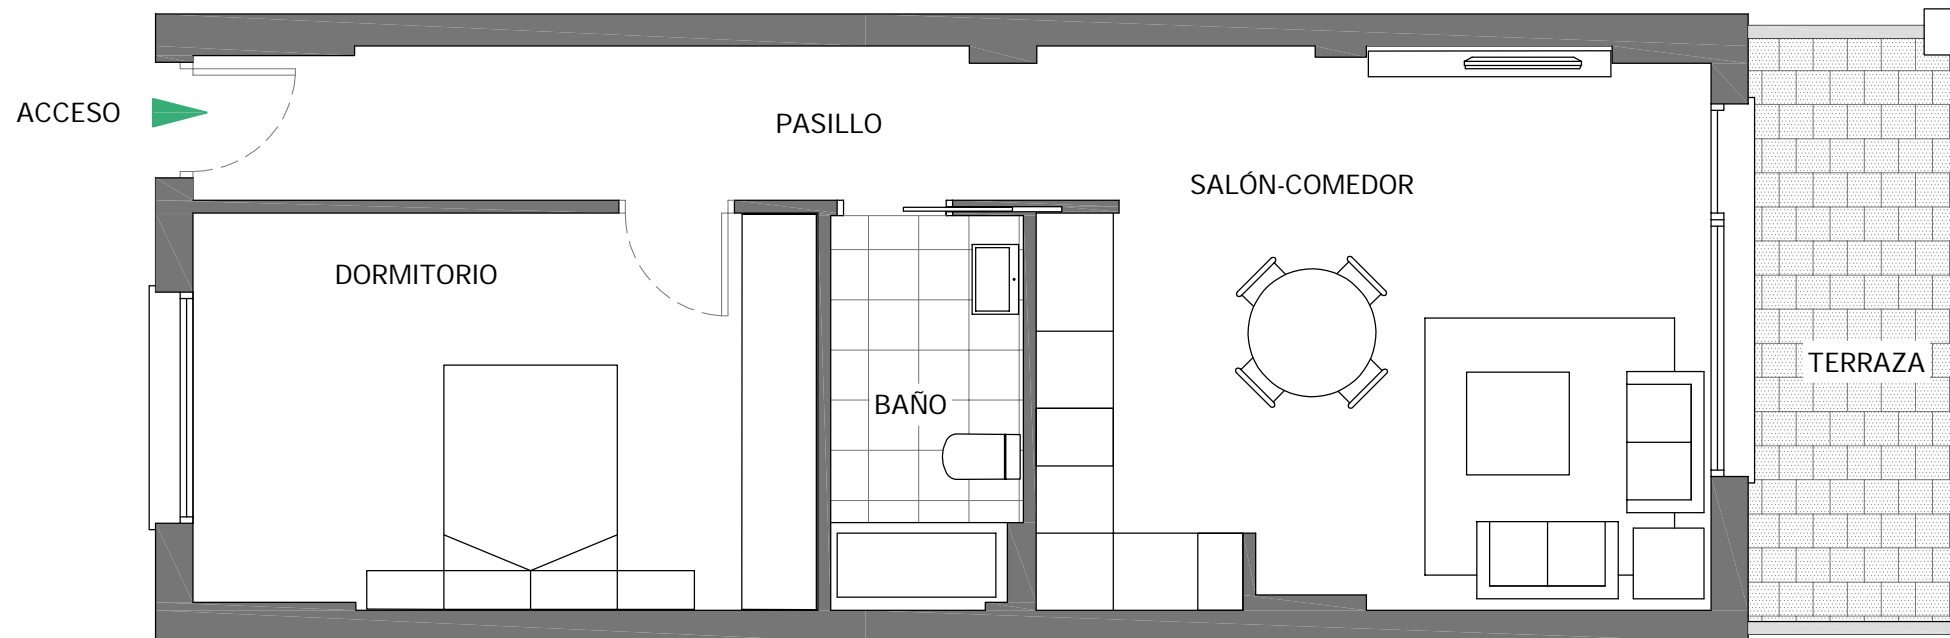 ACCESO
PASILLO
SALÓN-COMEDOR
DORMITORIO
TERRAZA
BAÑO